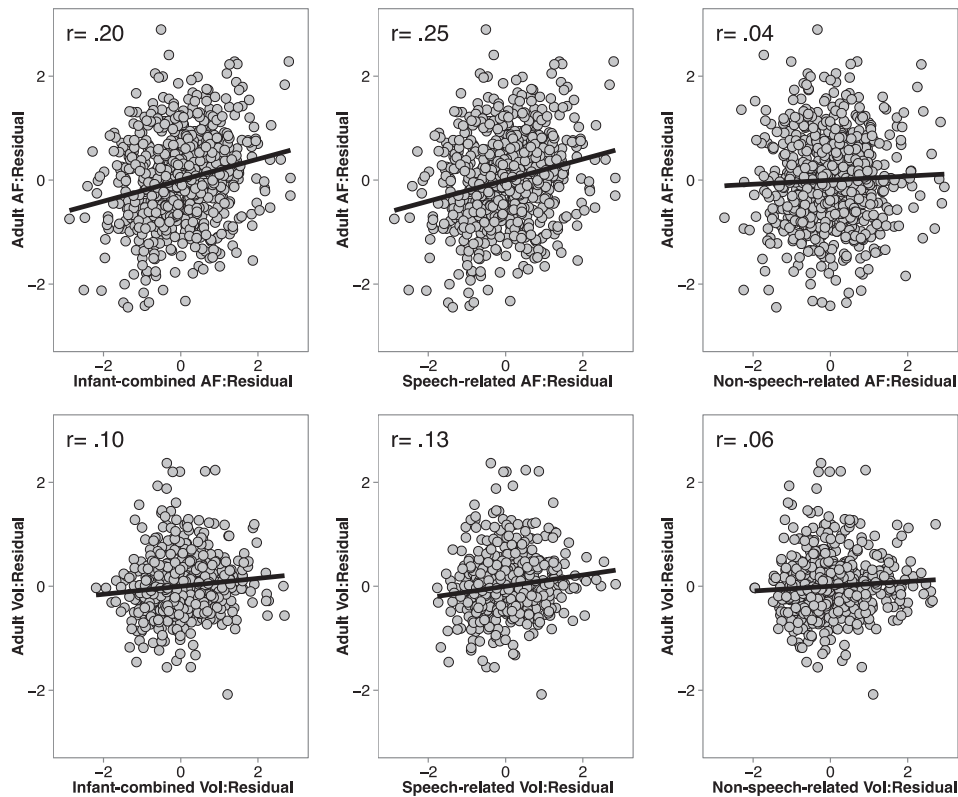 r= .20
r= .25
r= .04
Adult AF:Residual
2
0
−2
Adult AF:Residual
2
0
−2
Adult AF:Residual
2
0
−2
−2 0 2
−2 0 2
−2 0 2
Infant-combined AF:Residual
Speech-related AF:Residual
Non-speech-related AF:Residual
r= .10
r= .13
r= .06
Adult Vol:Residual
2
0
−2
Adult Vol:Residual
2
0
−2
Adult Vol:Residual
2
0
−2
−2 0 2
−2 0 2
−2 0 2
Infant-combined Vol:Residual
Speech-related Vol:Residual
Non-speech-related Vol:Residual